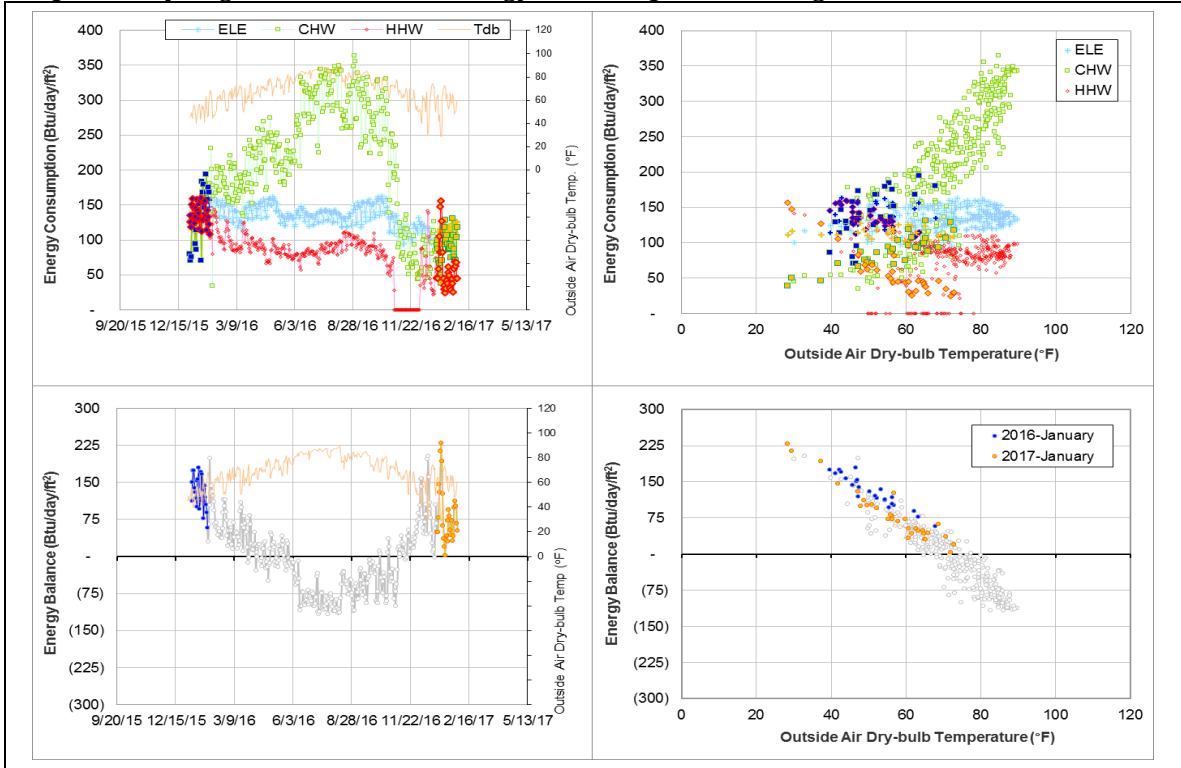 ELE CHW HHW Tdb
Energy Consumption (Btu/day/ft²)
400
350
300
250
200
150
100
50
-
120
100
80
60
40
20
0
Outside Air Dry-bulb Temp. (°F)
9/20/15 12/15/15 3/9/16 6/3/16 8/28/16 11/22/16 2/16/17 5/13/17
Energy Consumption (Btu/day/ft²)
400
350
300
250
200
150
100
50
-
ELE
CHW
HHW
0 20 40 60 80 100 120
Outside Air Dry-bulb Temperature (°F)
Energy Balance (Btu/day/ft²)
300
225
150
75
-
(75)
(150)
(225)
(300)
120
100
80
60
40
20
0
Outside Air Dry-bulb Temp (°F)
9/20/15 12/15/15 3/9/16 6/3/16 8/28/16 11/22/16 2/16/17 5/13/17
Energy Balance (Btu/day/ft²)
300
225
150
75
-
(75)
(150)
(225)
(300)
2016-January
2017-January
0 20 40 60 80 100 120
Outside Air Dry-bulb Temperature (°F)